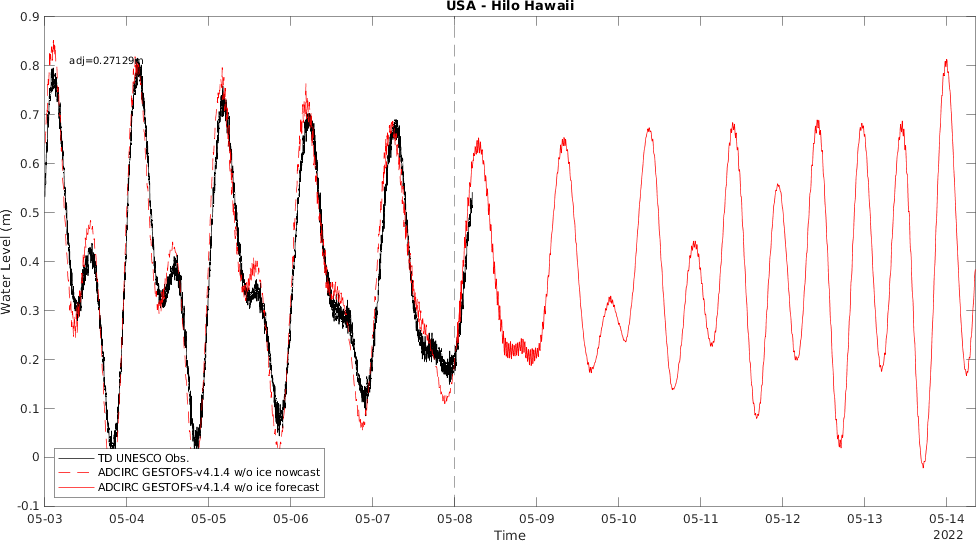 USA - Hilo Hawaii
0.9
0.8
0.7
0.6
0.5
0.4
0.3
0.2
0.1
0
-0.1
Water Level (m)
adj=0.27129m
TD UNESCO Obs.
ADCIRC GESTOFS-v4.1.4 w/o ice nowcast
ADCIRC GESTOFS-v4.1.4 w/o ice forecast
05-03 05-04 05-05 05-06 05-07 05-08 05-09 05-10 05-11 05-12 05-13 05-14
2022
Time